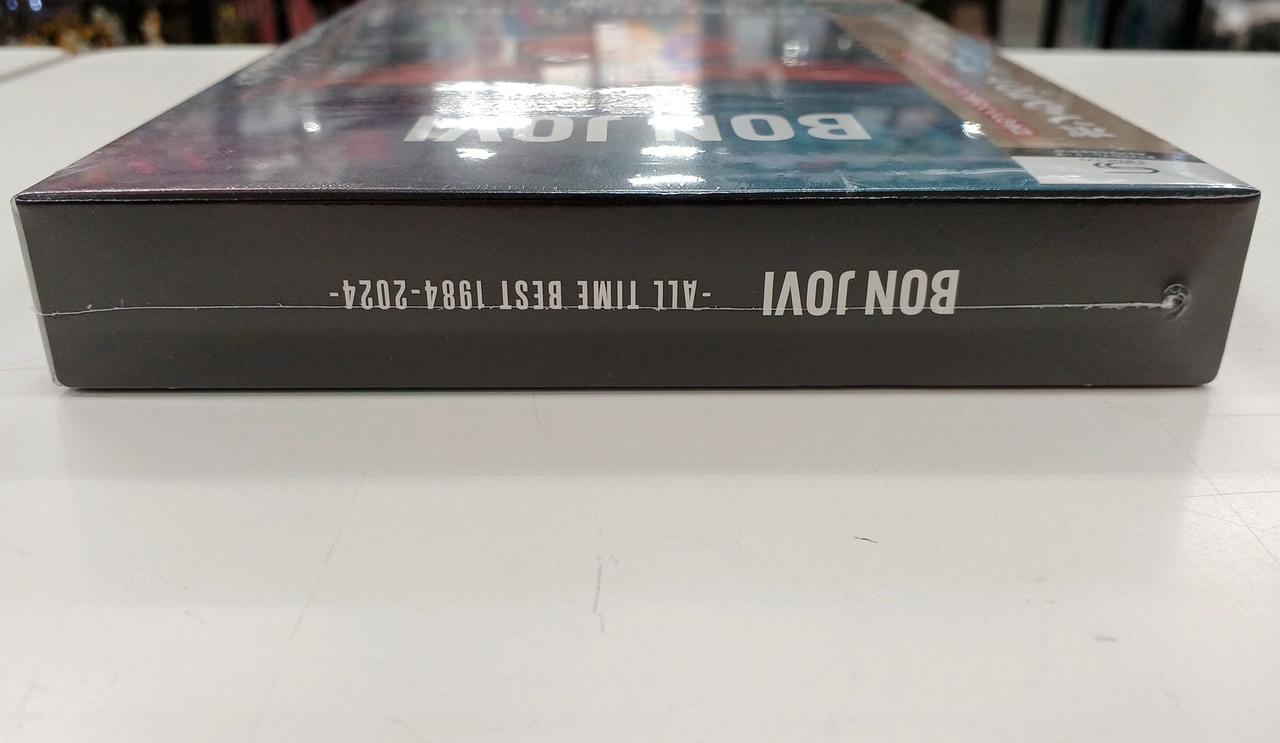 BON JOVI
BON JOVI -ALL TIME BEST 1984-2024-